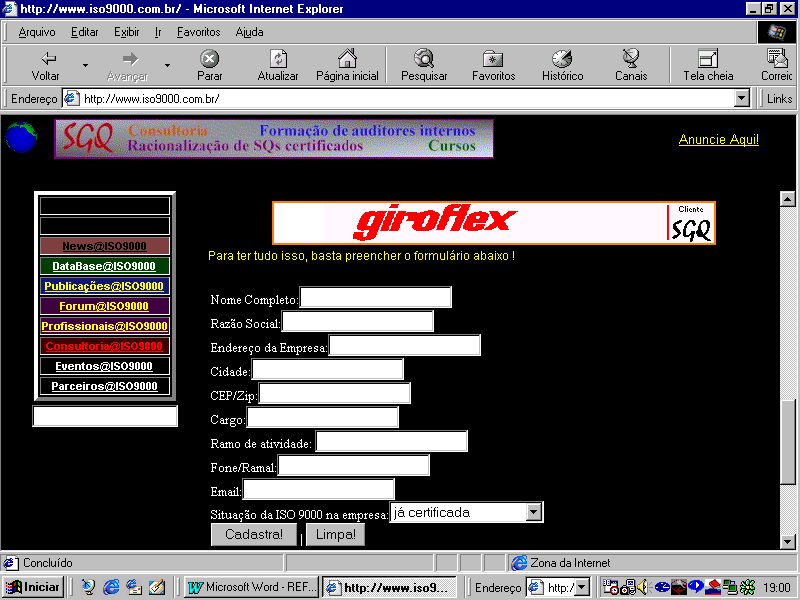 http://www.iso9000.com.br/ - Microsoft Internet Explorer
Arquivo Editar Exibir Ir Favoritos Ajuda
Voltar Avançar Parar Atualizar Página inicial Pesquisar Favoritos Histórico Canais Tela cheia Correic
Endereço http://www.iso9000.com.br/ Links
SGQ Consultoria Formação de auditores internos
Racionalização de SQs certificados Cursos
Anuncie Aqui!
News@ISO9000
DataBase@ISO9000
Publicações@ISO9000
Forum@ISO9000
Profissionais@ISO9000
Consultoria@ISO9000
Eventos@ISO9000
Parceiros@ISO9000
giroflex
Cliente
SGQ
Para ter tudo isso, basta preencher o formulário abaixo !
Nome Completo:
Razão Social:
Endereço da Empresa:
Cidade:
CEP/Zip:
Cargo:
Ramo de atividade:
Fone/Ramal:
Email:
Situação da ISO 9000 na empresa: já certificada
Cadastra! Limpa!
Concluído Zona da Internet
Iniciar Microsoft Word - REF... http://www.iso9... Endereço http:/ 19:00